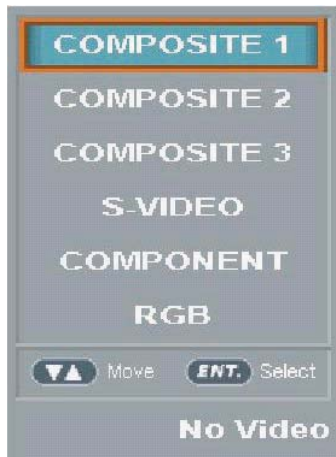 COMPOSITE 1
COMPOSITE 2
COMPOSITE 3
S-VIDEO
COMPONENT
RGB
▼▲ Move ENT. Select
No Video